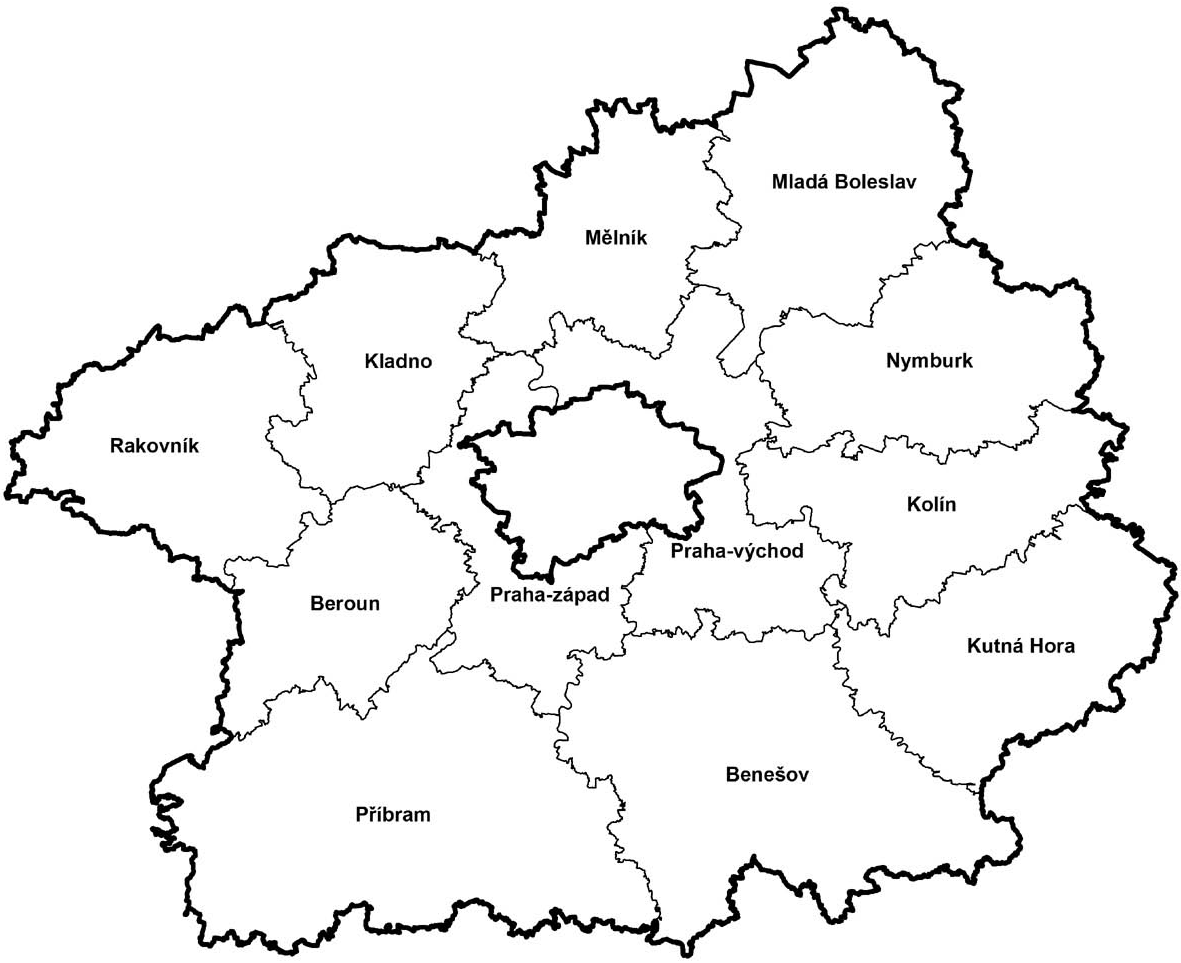 Mladá Boleslav
Mělník
Kladno
Nymburk
Rakovník
Kolín
Praha-východ
Praha-západ
Beroun
Kutná Hora
Benešov
Příbram